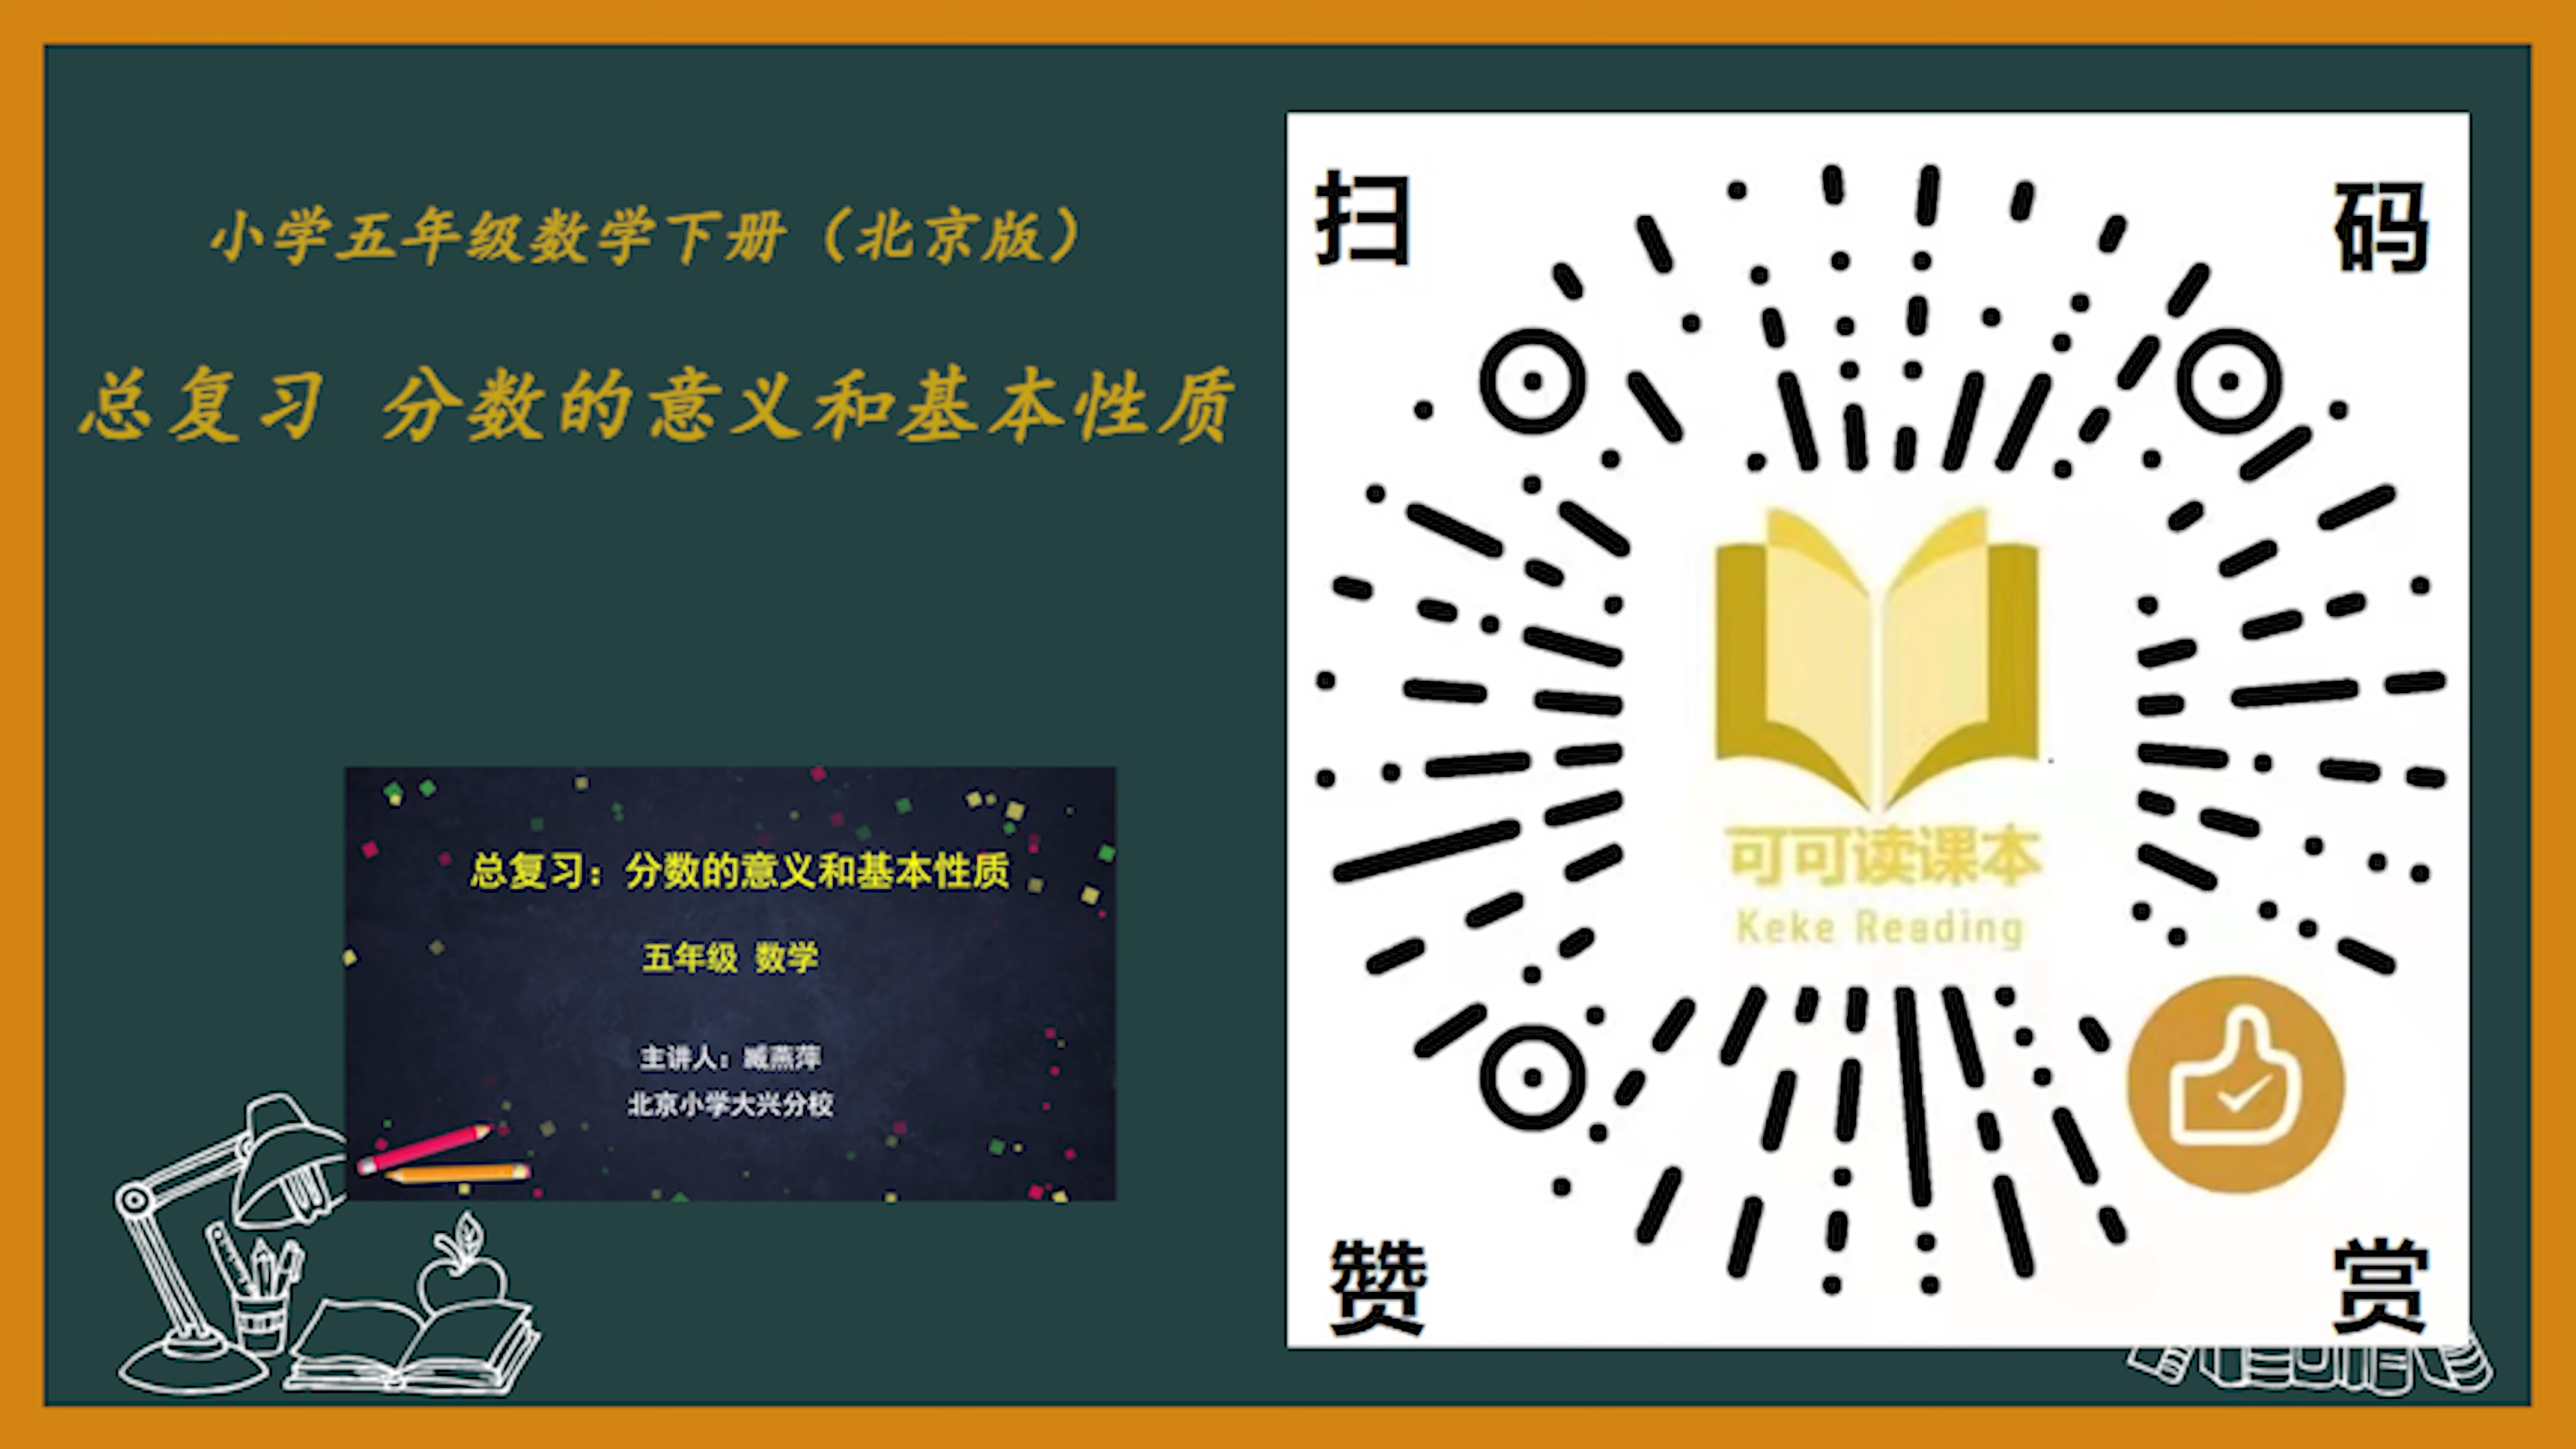 小学五年级数学下册（北京版）
总复习 分数的意义和基本性质
总复习：分数的意义和基本性质
五年级 数学
主讲人：臧燕萍
北京小学大兴分校
扫 码
可可读课本
Keke Reading
赞 赏